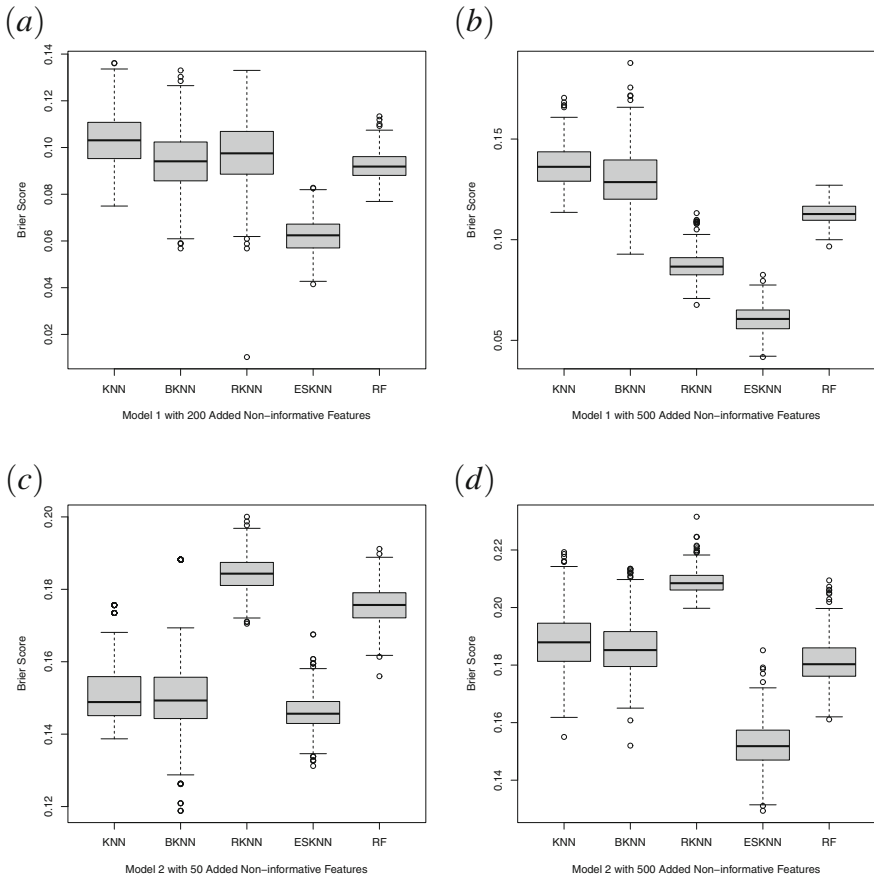 (a)
0.14
0.12
0.10
0.08
0.06
0.04
0.02
Brier Score
KNN BKNN RKNN ESKNN RF
Model 1 with 200 Added Non-informative Features
(b)
0.15
0.10
0.05
Brier Score
KNN BKNN RKNN ESKNN RF
Model 1 with 500 Added Non-informative Features
(c)
0.20
0.18
0.16
0.14
0.12
Brier Score
KNN BKNN RKNN ESKNN RF
Model 2 with 50 Added Non-informative Features
(d)
0.22
0.20
0.18
0.16
0.14
Brier Score
KNN BKNN RKNN ESKNN RF
Model 2 with 500 Added Non-informative Features